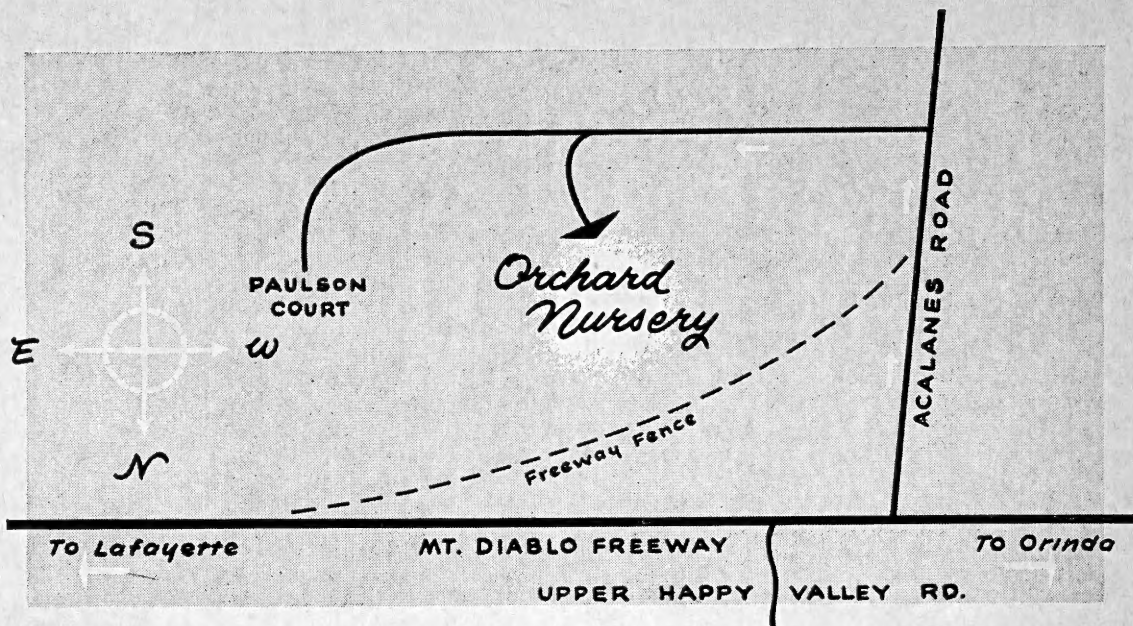 S
PAULSON
COURT
E
W
N
Orchard
Nursery
ACALANES ROAD
Freeway Fence
To Lafayette
MT. DIABLO FREEWAY
To Orinda
UPPER HAPPY VALLEY RD.